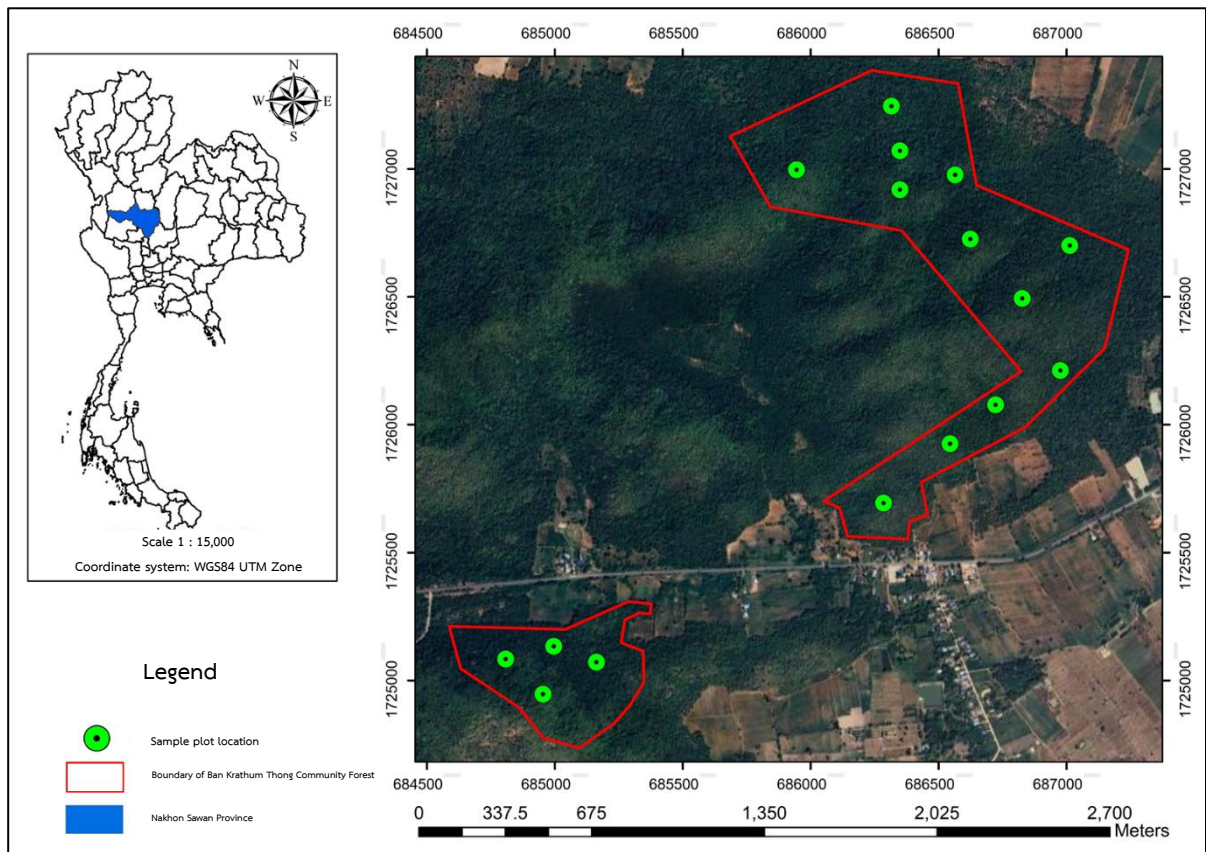 N
W E
S
Scale 1 : 15,000
Coordinate system: WGS84 UTM Zone
Legend
Sample plot location
Boundary of Ban Krathum Thong Community Forest
Nakhon Sawan Province
684500 685000 685500 686000 686500 687000
1727000 1727000
1726500 1726500
1726000 1726000
1725500 1725500
1725000 1725000
684500 685000 685500 686000 686500 687000
0 337.5 675 1,350 2,025 2,700
Meters